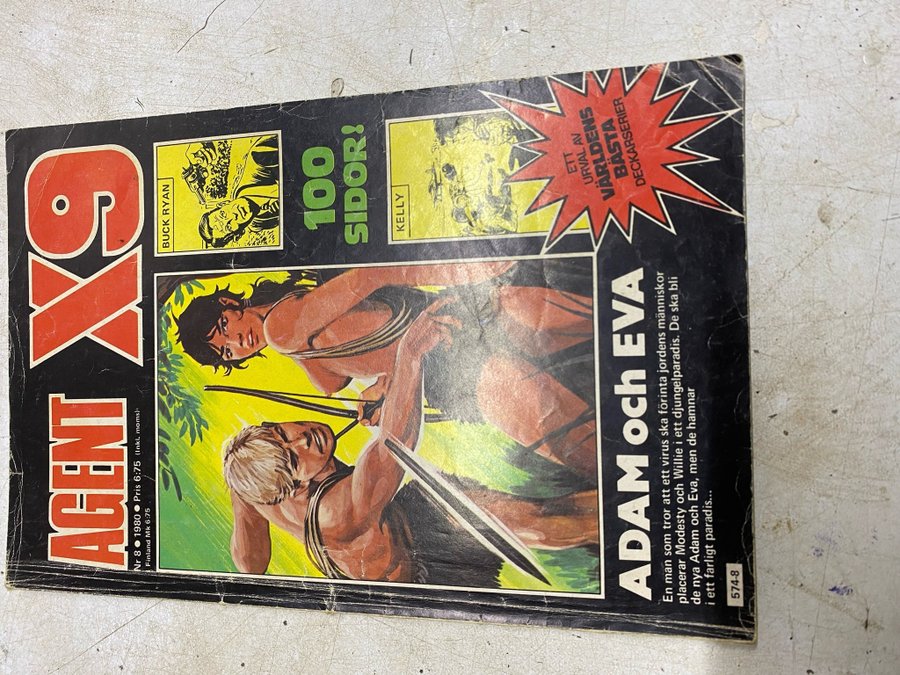 AGENT X9
Nr 8 ● 1980 ● Pris 6:75 (Inkl. moms)
Finland Mk 6:75
BUCK RYAN
100
SIDOR!
KELLY
ETT
URVAL AV
VÄRLDENS
BÄSTA
DECKARSERIER
ADAM och EVA
En man som tror att ett virus ska förinta jordens människor
placerar Modesty och Willie i ett djungelparadis. De ska bli
de nya Adam och Eva, men de hamnar
i ett farligt paradis...
574-8